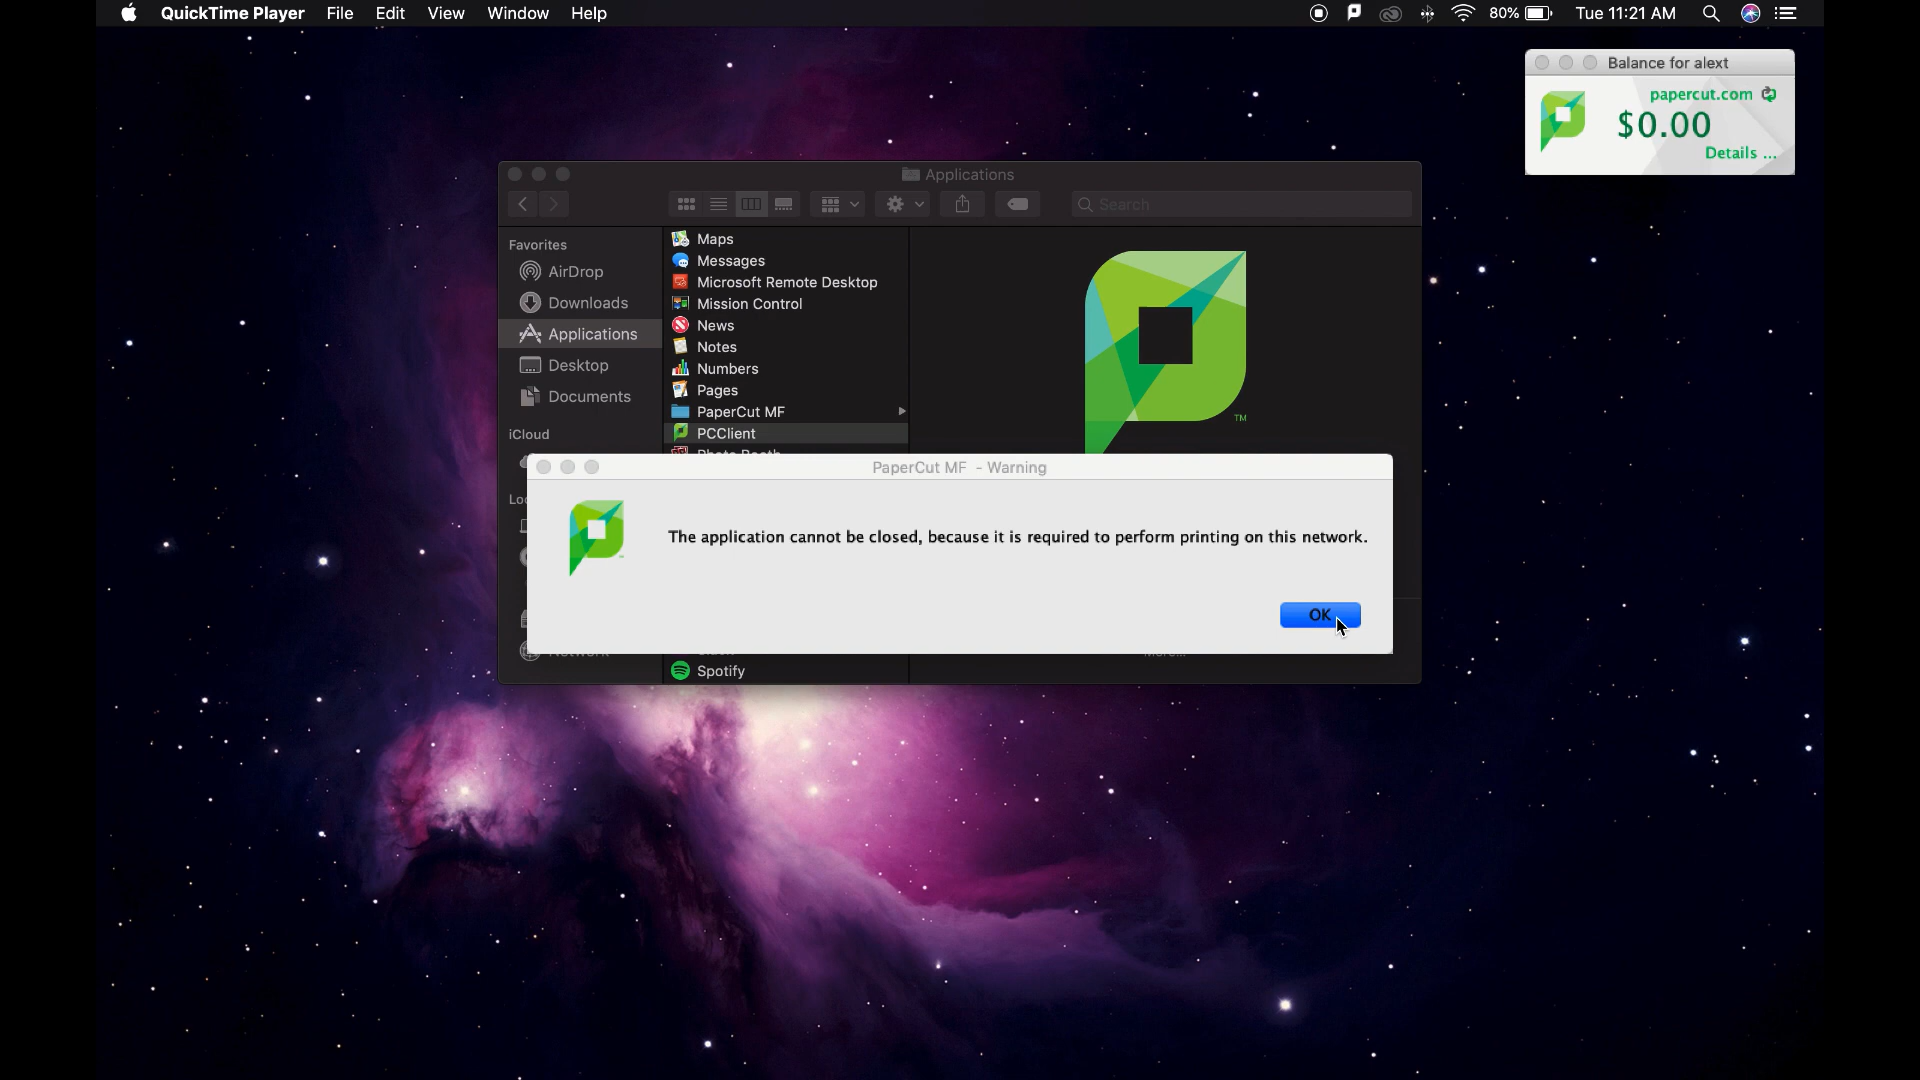 QuickTime Player File Edit View Window Help 80% Tue 11:21 AM
Balance for alext
papercut.com
$0.00
Details ...
Applications
Search
Favorites
AirDrop
Downloads
Applications
Desktop
Documents
iCloud
Maps
Messages
Microsoft Remote Desktop
Mission Control
News
Notes
Numbers
Pages
PaperCut MF
PCClient
Photo Booth
TM
PaperCut MF - Warning
The application cannot be closed, because it is required to perform printing on this network.
OK
Network
Spotify